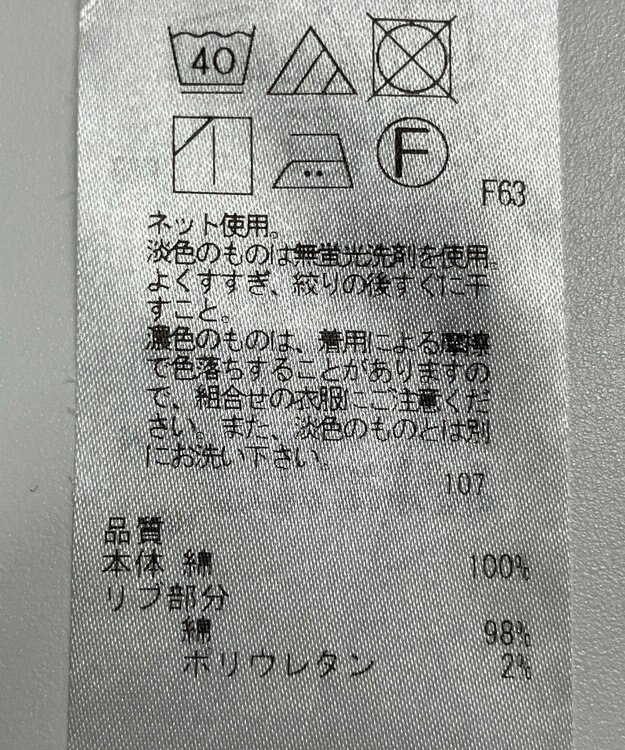 40
F
F63
ネット使用。
淡色のものは無蛍光洗剤を使用。
よくすすぎ、絞りの後すぐに干
すこと。
濃色のものは、着用による摩擦
で色落ちすることがありますの
で、組合せの衣服にご注意くだ
さい。また、淡色のものとは別
にお洗い下さい。
107
品質
本体 綿 100%
リブ部分
綿 98%
ポリウレタン 2%